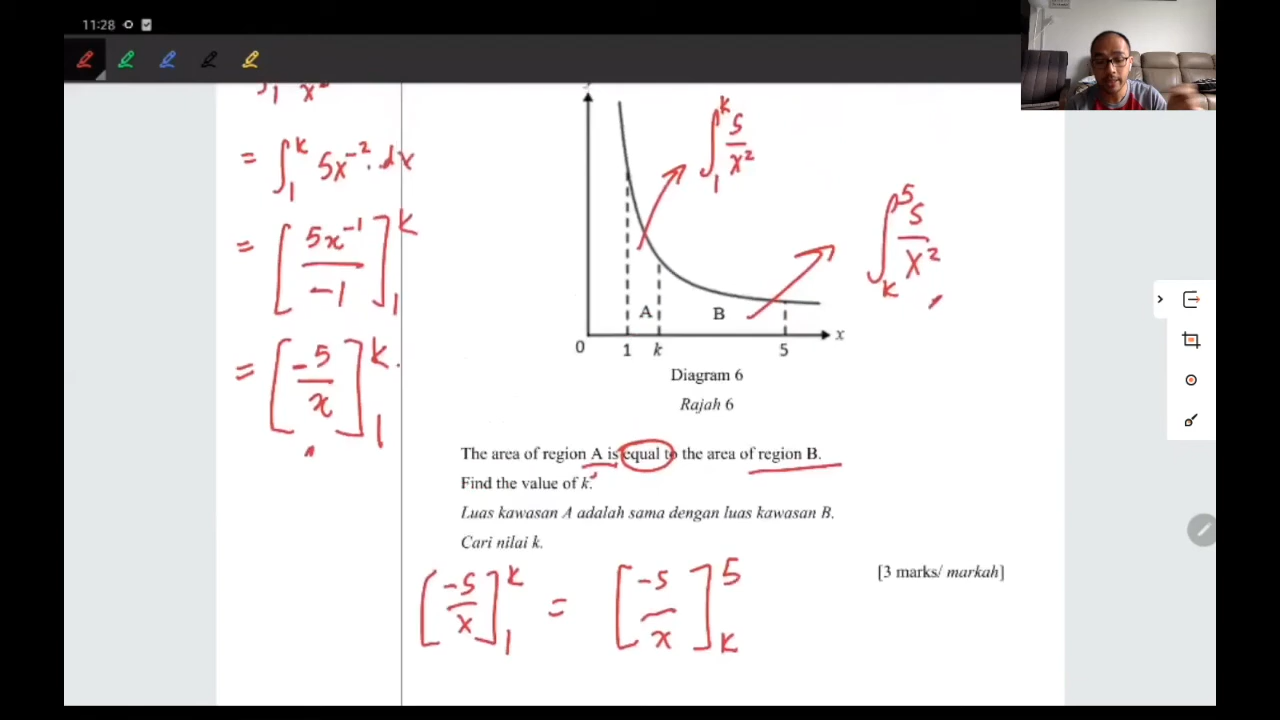 11:28
∫₁ x²
= ∫₁ᵏ 5x⁻² . dx
= [5x⁻¹ / -1]₁ᵏ
= [-5 / x]₁ᵏ .
∫₁ᵏ 5 / x²
∫ₖ⁵ 5 / x²
A
B
x
0 1 k 5
Diagram 6
Rajah 6
The area of region A is equal to the area of region B.
Find the value of k.
Luas kawasan A adalah sama dengan luas kawasan B.
Cari nilai k.
[3 marks/ markah]
[-5 / x]₁ᵏ = [-5 / x]ₖ⁵